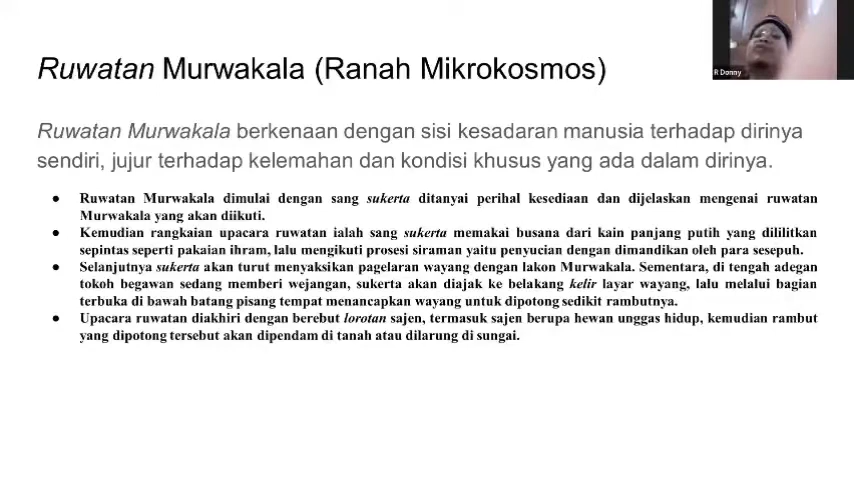 Ruwatan Murwakala (Ranah Mikrokosmos)
R Donny
Ruwatan Murwakala berkenaan dengan sisi kesadaran manusia terhadap dirinya
sendiri, jujur terhadap kelemahan dan kondisi khusus yang ada dalam dirinya.
● Ruwatan Murwakala dimulai dengan sang sukerta ditanyai perihal kesediaan dan dijelaskan mengenai ruwatan
Murwakala yang akan diikuti.
● Kemudian rangkaian upacara ruwatan ialah sang sukerta memakai busana dari kain panjang putih yang dililitkan
sepintas seperti pakaian ihram, lalu mengikuti prosesi siraman yaitu penyucian dengan dimandikan oleh para sesepuh.
● Selanjutnya sukerta akan turut menyaksikan pagelaran wayang dengan lakon Murwakala. Sementara, di tengah adegan
tokoh begawan sedang memberi wejangan, sukerta akan diajak ke belakang kelir layar wayang, lalu melalui bagian
terbuka di bawah batang pisang tempat menancapkan wayang untuk dipotong sedikit rambutnya.
● Upacara ruwatan diakhiri dengan berebut lorotan sajen, termasuk sajen berupa hewan unggas hidup, kemudian rambut
yang dipotong tersebut akan dipendam di tanah atau dilarung di sungai.